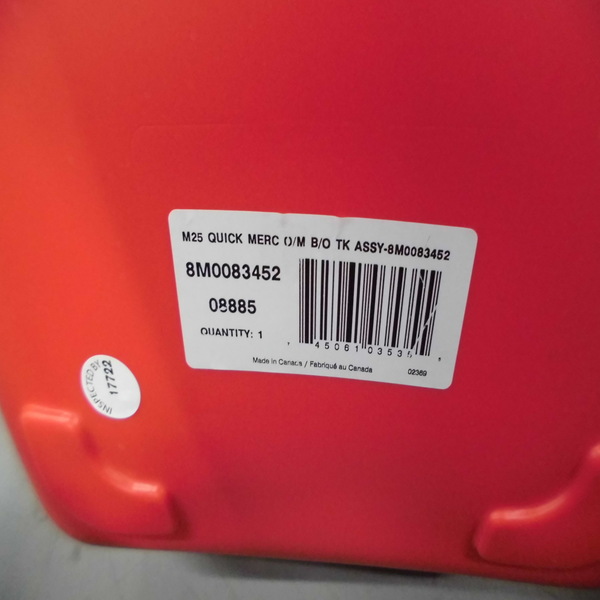 M25 QUICK MERC O/M B/O TK ASSY-8M0083452
8M0083452
08885
QUANTITY: 1
45061 03535
Made in Canada / Fabriqué au Canada
02369
INSPECTED BY
17722